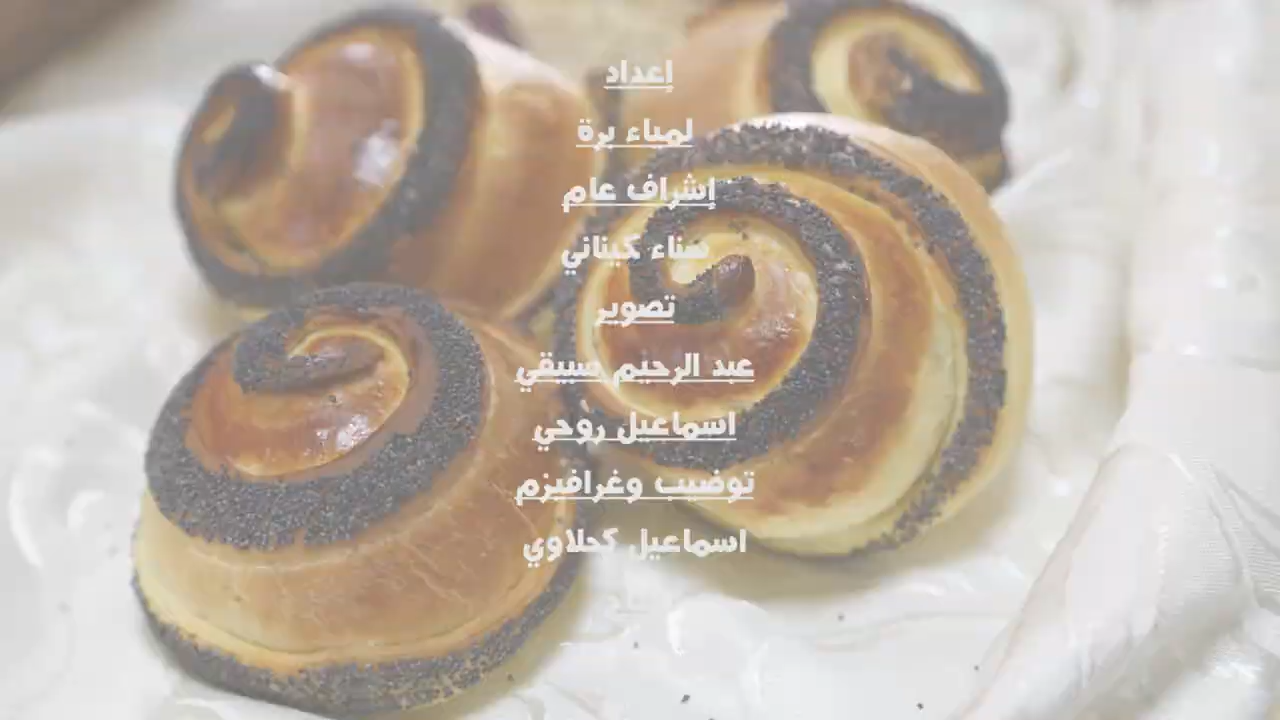 إعداد
لمياء برة
إشراف عام
سناء كيناني
تصوير
عبد الرحيم سبيقي
اسماعيل روحي
توضيب وغرافيزم
اسماعيل كحلاوي